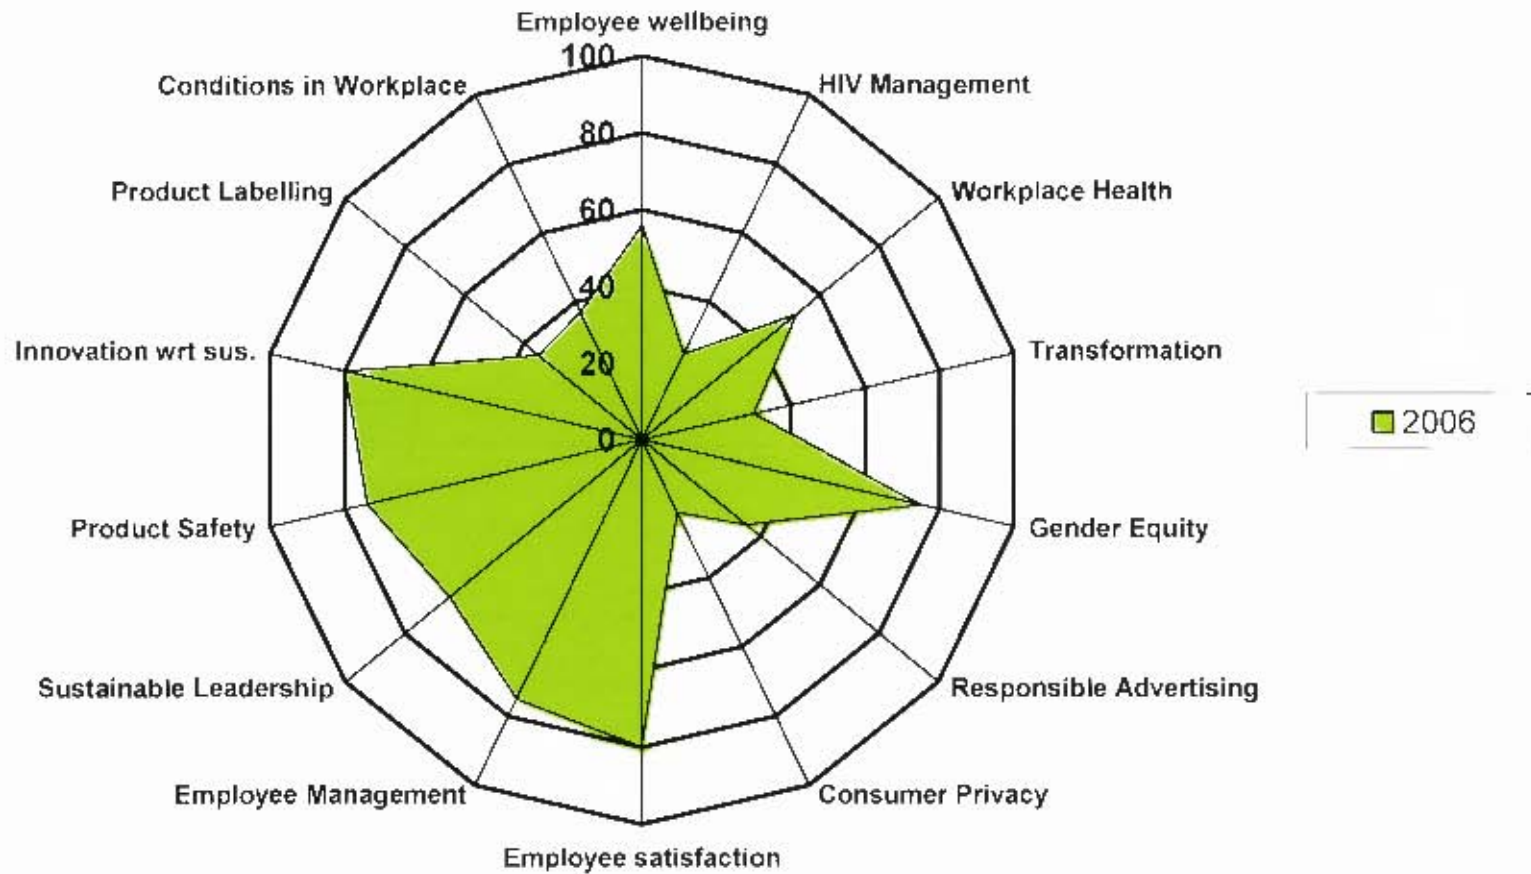 Employee wellbeing
100
Conditions in Workplace
HIV Management
80
Product Labelling
Workplace Health
60
40
Innovation wrt sus.
Transformation
20
0
2006
Product Safety
Gender Equity
Sustainable Leadership
Responsible Advertising
Employee Management
Consumer Privacy
Employee satisfaction